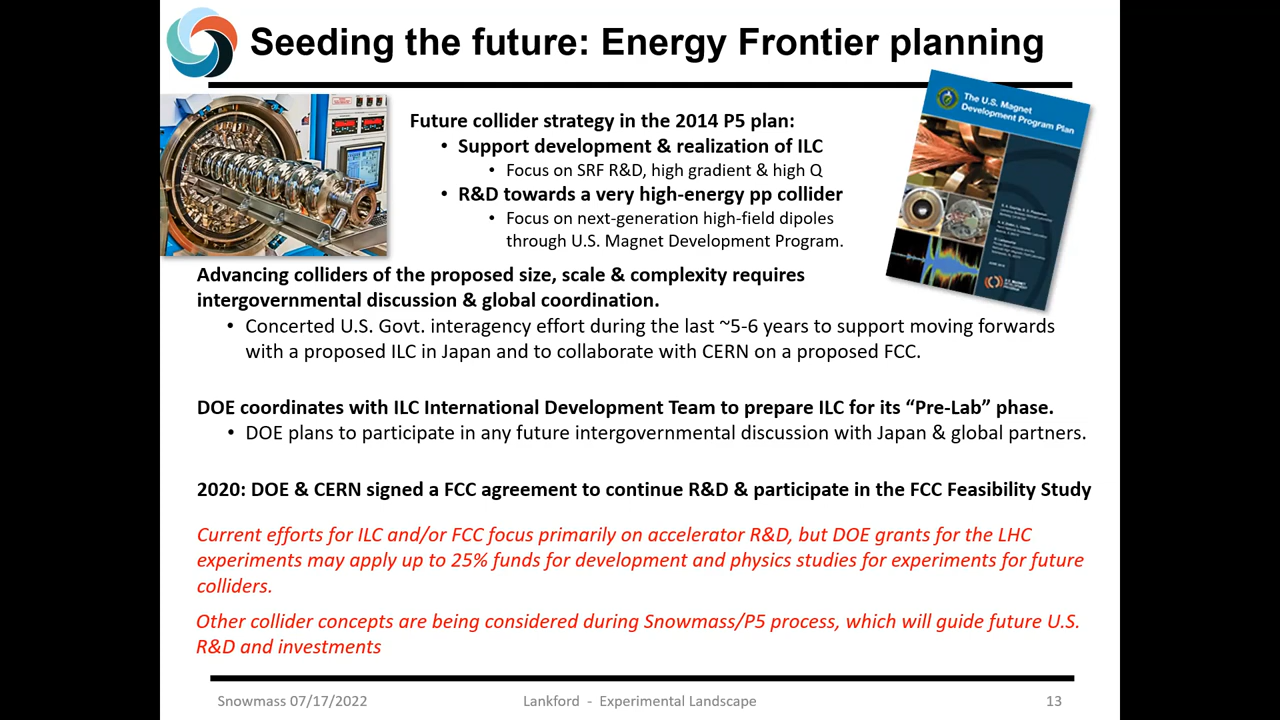 Seeding the future: Energy Frontier planning
The U.S. Magnet
Development Program Plan
Future collider strategy in the 2014 P5 plan:
• Support development & realization of ILC
• Focus on SRF R&D, high gradient & high Q
• R&D towards a very high-energy pp collider
• Focus on next-generation high-field dipoles
through U.S. Magnet Development Program.
Advancing colliders of the proposed size, scale & complexity requires
intergovernmental discussion & global coordination.
• Concerted U.S. Govt. interagency effort during the last ~5-6 years to support moving forwards
with a proposed ILC in Japan and to collaborate with CERN on a proposed FCC.
DOE coordinates with ILC International Development Team to prepare ILC for its “Pre-Lab” phase.
• DOE plans to participate in any future intergovernmental discussion with Japan & global partners.
2020: DOE & CERN signed a FCC agreement to continue R&D & participate in the FCC Feasibility Study
Current efforts for ILC and/or FCC focus primarily on accelerator R&D, but DOE grants for the LHC
experiments may apply up to 25% funds for development and physics studies for experiments for future
colliders.
Other collider concepts are being considered during Snowmass/P5 process, which will guide future U.S.
R&D and investments
Snowmass 07/17/2022
Lankford - Experimental Landscape
13